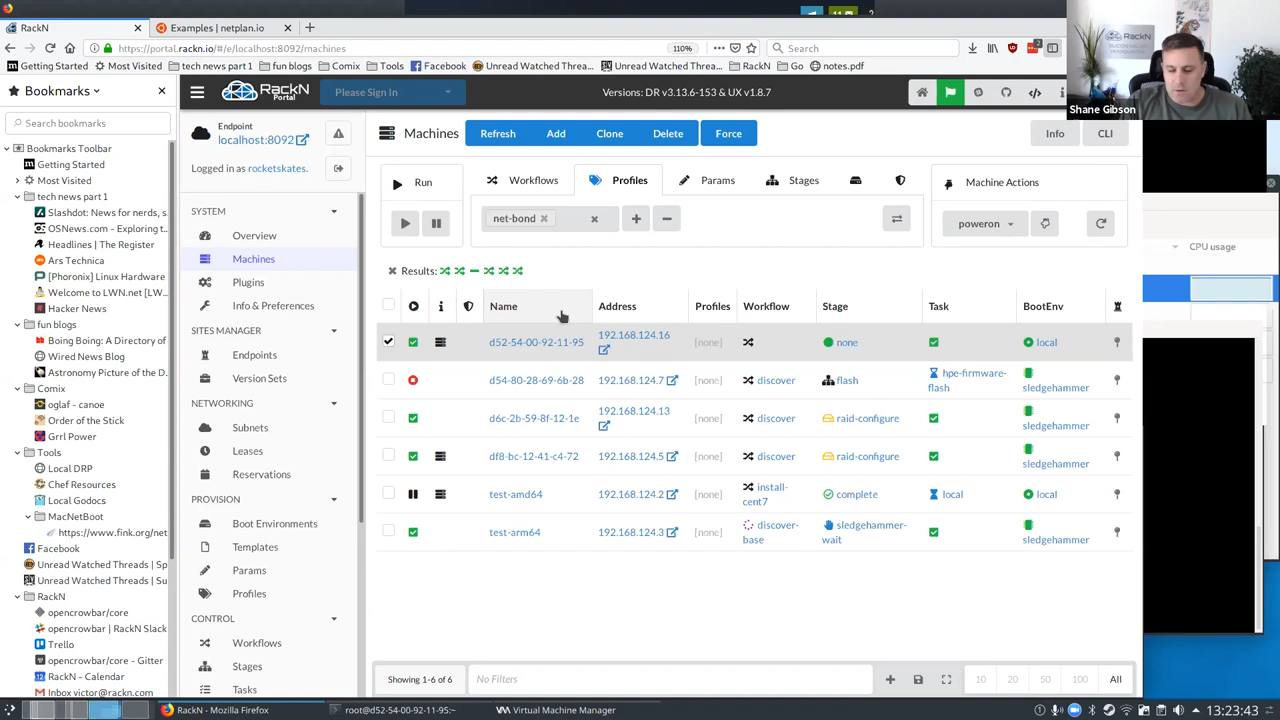 RackN
Examples | netplan.io
https://portal.rackn.io/#/e/localhost:8092/machines
110%
Search
Getting Started Most Visited tech news part 1 fun blogs Comix Tools Facebook Unread Watched Threa... Unread Watched Threa... RackN Go notes.pdf
Shane Gibson
Bookmarks
Search bookmarks
Bookmarks Toolbar
Getting Started
Most Visited
tech news part 1
Slashdot: News for nerds, s
OSNews.com - Exploring t
Headlines | The Register
Ars Technica
[Phoronix] Linux Hardware
Welcome to LWN.net [LW
Hacker News
fun blogs
Boing Boing: A Directory of
Wired News
Astronomy Picture of the D
Comix
oglaf - canoe
Order of the Stick
Grrl Power
Tools
Local DRP
Chef Resources
Local Godocs
MacNetBoot
https://www.fink.org/net
Facebook
Unread Watched Threads | Sp
Unread Watched Threads | Su
RackN
opencrowbar/core
opencrowbar | RackN Slack
Trello
opencrowbar/core - Gitter
RackN - Calendar
Inbox victor@rackn.com
RackN
Portal
Please Sign In
Versions: DR v3.13.6-153 & UX v1.8.7
Endpoint
localhost:8092
Logged in as rocketskates.
SYSTEM
Overview
Machines
Plugins
Info & Preferences
SITES MANAGER
Endpoints
Version Sets
NETWORKING
Subnets
Leases
Reservations
PROVISION
Boot Environments
Templates
Params
Profiles
CONTROL
Workflows
Stages
Tasks
Machines Refresh Add Clone Delete Force Info CLI
Run Workflows Profiles Params Stages Machine Actions
net-bond
poweron
Results:
Name Address Profiles Workflow Stage Task BootEnv
d52-54-00-92-11-95 192.168.124.16 [none] none local
d54-80-28-69-6b-28 192.168.124.7 [none] discover flash hpe-firmware-flash sledgehammer
d6c-2b-59-8f-12-1e 192.168.124.13 [none] discover raid-configure sledgehammer
df8-bc-12-41-c4-72 192.168.124.5 [none] discover raid-configure sledgehammer
test-amd64 192.168.124.2 [none] install-cent7 complete local local
test-arm64 192.168.124.3 [none] discover-base sledgehammer-wait sledgehammer
Showing 1-6 of 6 No Filters 10 20 50 100 All
CPU usage
RackN - Mozilla Firefox
root@d52-54-00-92-11-95:~
Virtual Machine Manager
13:23:43